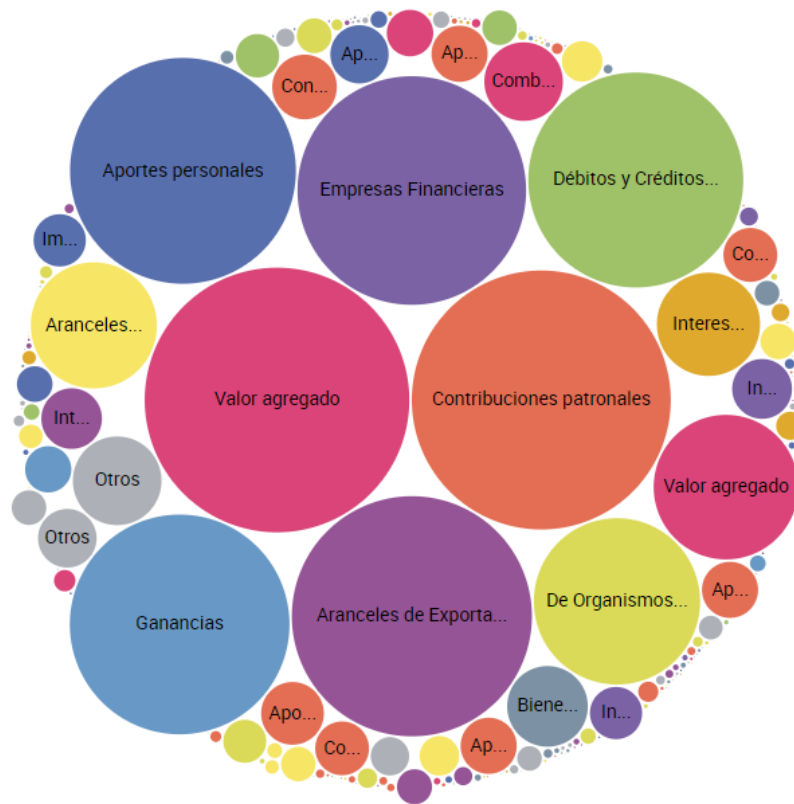 Ap...
Ap...
Con...
Comb...
Aportes personales
Empresas Financieras
Débitos y Créditos...
Im...
Co...
Aranceles...
Interes...
Valor agregado
Contribuciones patronales
In...
Int...
Otros
Valor agregado
Otros
Ap...
De Organismos...
Ganancias
Aranceles de Exporta...
Biene...
Apo...
In...
Co...
Ap...